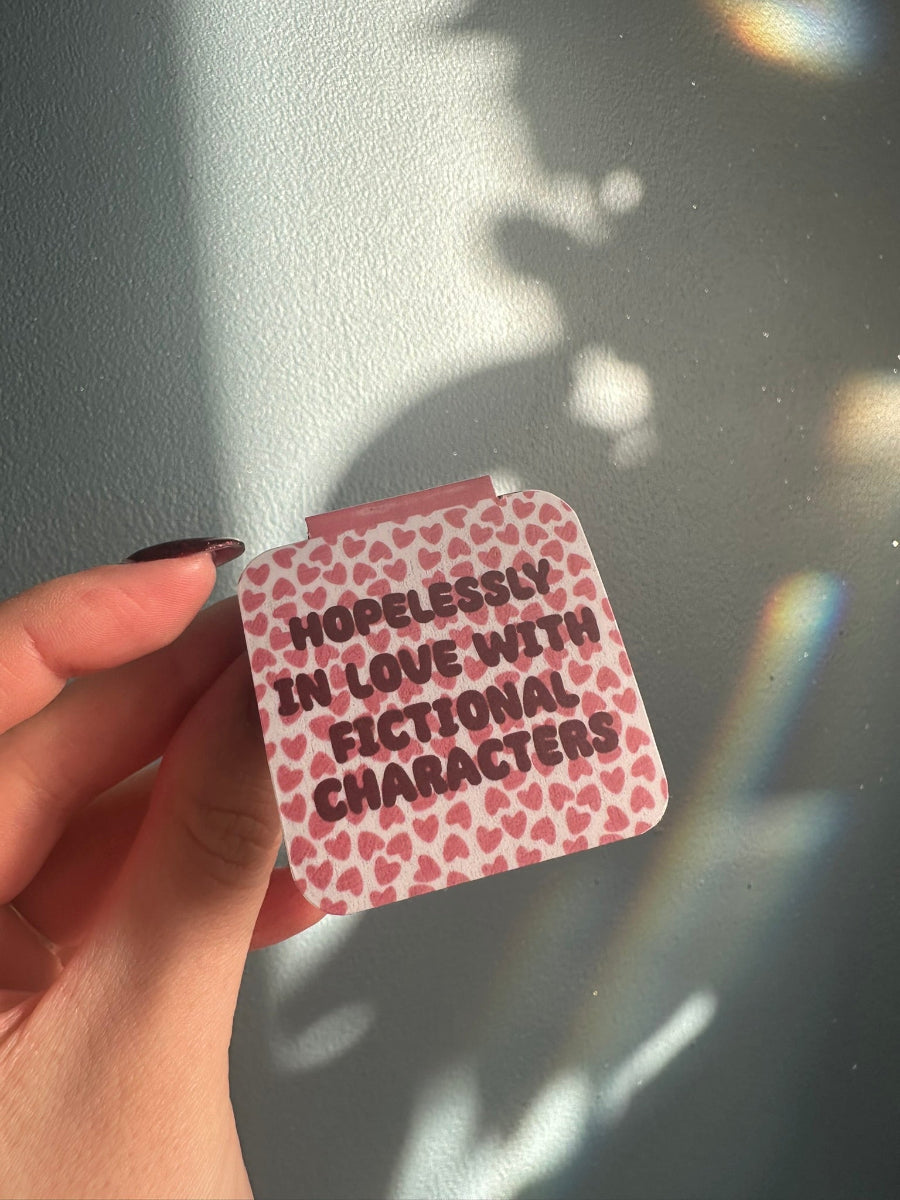 HOPELESSLY
IN LOVE WITH
FICTIONAL
CHARACTERS